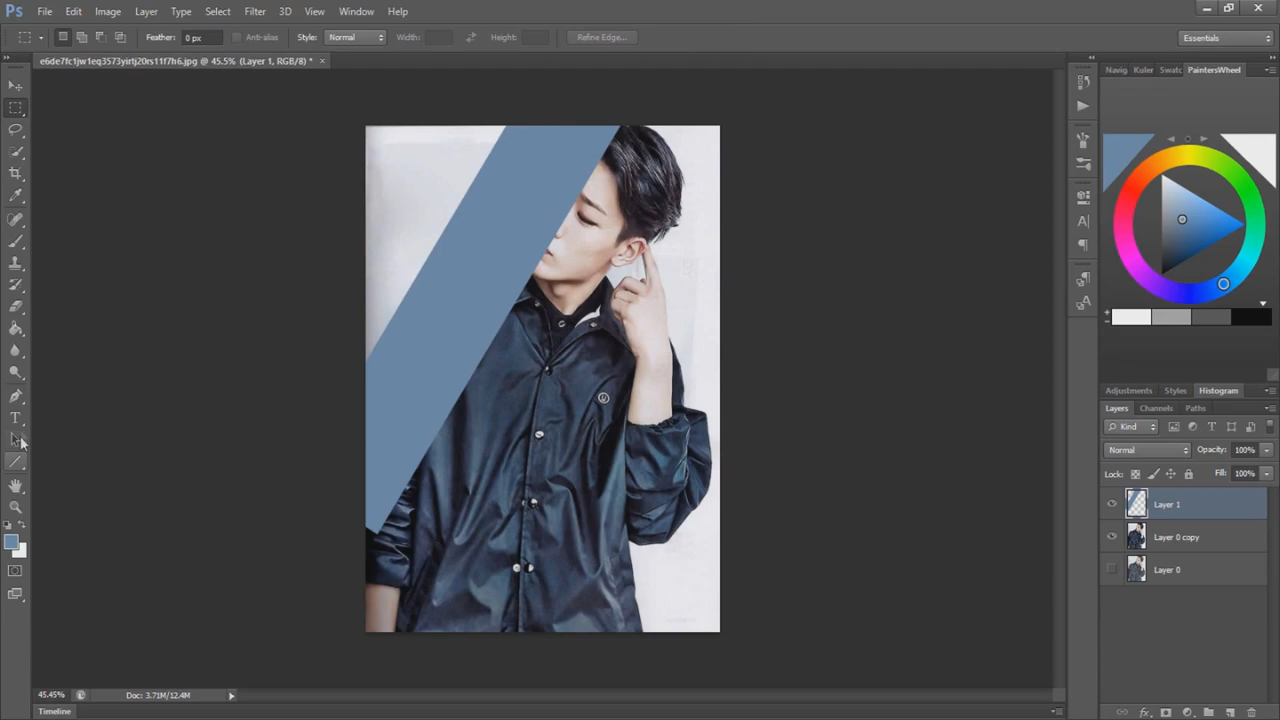 Ps File Edit Image Layer Type Select Filter 3D View Window Help
Feather: 0 px Anti-alias Style: Normal Width: Height: Refine Edge... Essentials
e6de7fc1jw1eq3573yirtj20rs11f7h6.jpg @ 45.5% (Layer 1, RGB/8) * ×
Navig Kuler Swatc PaintersWheel
Adjustments Styles Histogram
Layers Channels Paths
Kind
Normal Opacity: 100%
Lock: Fill: 100%
Layer 1
Layer 0 copy
Layer 0
45.45% Doc: 3.71M/12.4M
Timeline